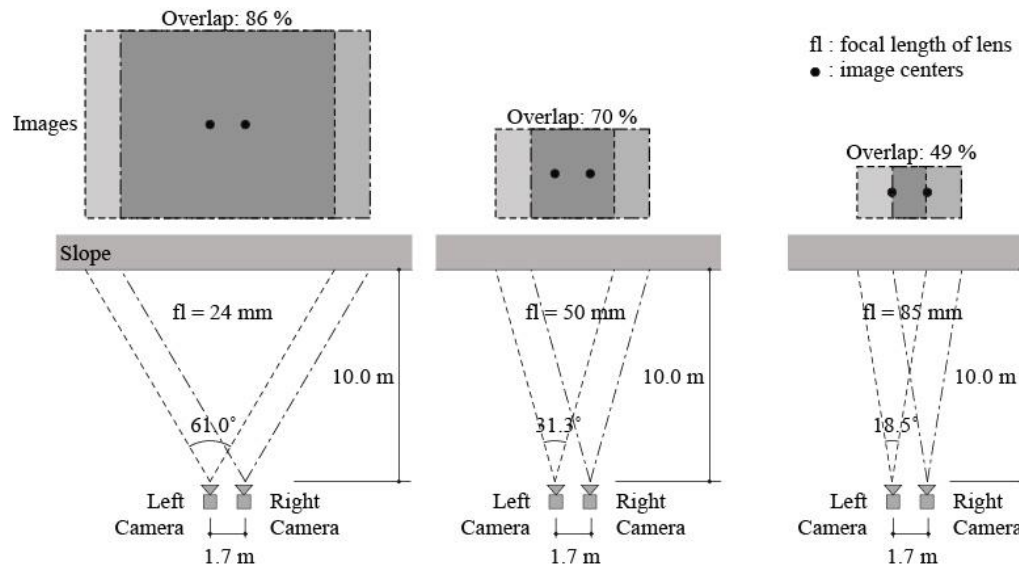 Overlap: 86 %
fl : focal length of lens
● : image centers
Images
Overlap: 70 %
Overlap: 49 %
Slope
fl = 24 mm
fl = 50 mm
fl = 85 mm
10.0 m
10.0 m
10.0 m
61.0°
31.3°
18.5°
Left Camera
Right Camera
Left Camera
Right Camera
Left Camera
Right Camera
1.7 m
1.7 m
1.7 m